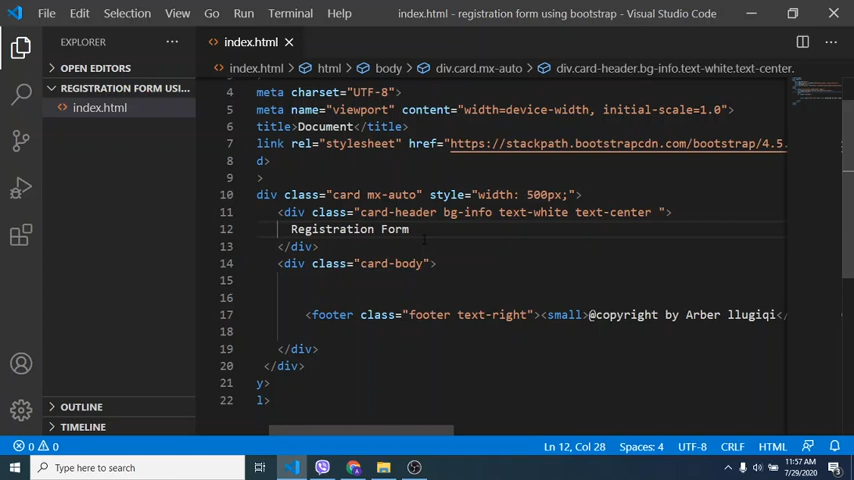 File Edit Selection View Go Run Terminal Help index.html - registration form using bootstrap - Visual Studio Code
EXPLORER
index.html
OPEN EDITORS
index.html > html > body > div.card.mx-auto > div.card-header.bg-info.text-white.text-center.
REGISTRATION FORM USI...
index.html
4 meta charset="UTF-8">
5 meta name="viewport" content="width=device-width, initial-scale=1.0">
6 title>Document</title>
7 link rel="stylesheet" href="https://stackpath.bootstrapcdn.com/bootstrap/4.5.
8 d>
9 >
10 div class="card mx-auto" style="width: 500px;">
11 <div class="card-header bg-info text-white text-center ">
12 Registration Form
13 </div>
14 <div class="card-body">
15
16
17 <footer class="footer text-right"><small>@copyright by Arber llugiqi</
18
19 </div>
20 </div>
21 y>
22 l>
OUTLINE
TIMELINE
0 0 Ln 12, Col 28 Spaces: 4 UTF-8 CRLF HTML
Type here to search
11:57 AM
7/29/2020
3